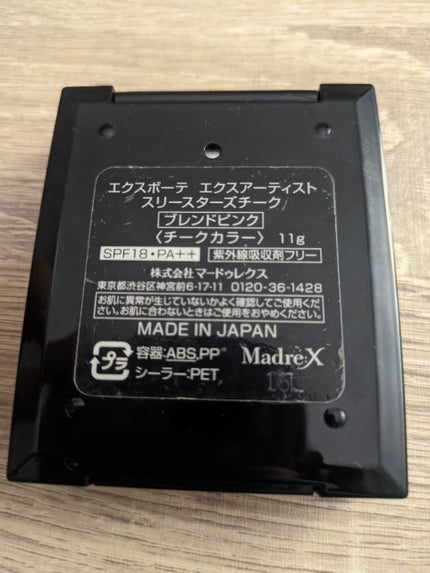 エクスボーテ エクスアーティスト
スリースターズチーク
ブレンドピンク
〈チークカラー〉 11g
SPF18・PA++ 紫外線吸収剤フリー
株式会社マードゥレクス
東京都渋谷区神宮前6-17-11 0120-36-1428
お肌に異常が生じていないかよく確認してご使用くだ
さい。お肌に合わないときはご使用をおやめください。
MADE IN JAPAN
プラ 容器:ABS,PP Madre:X
シーラー:PET